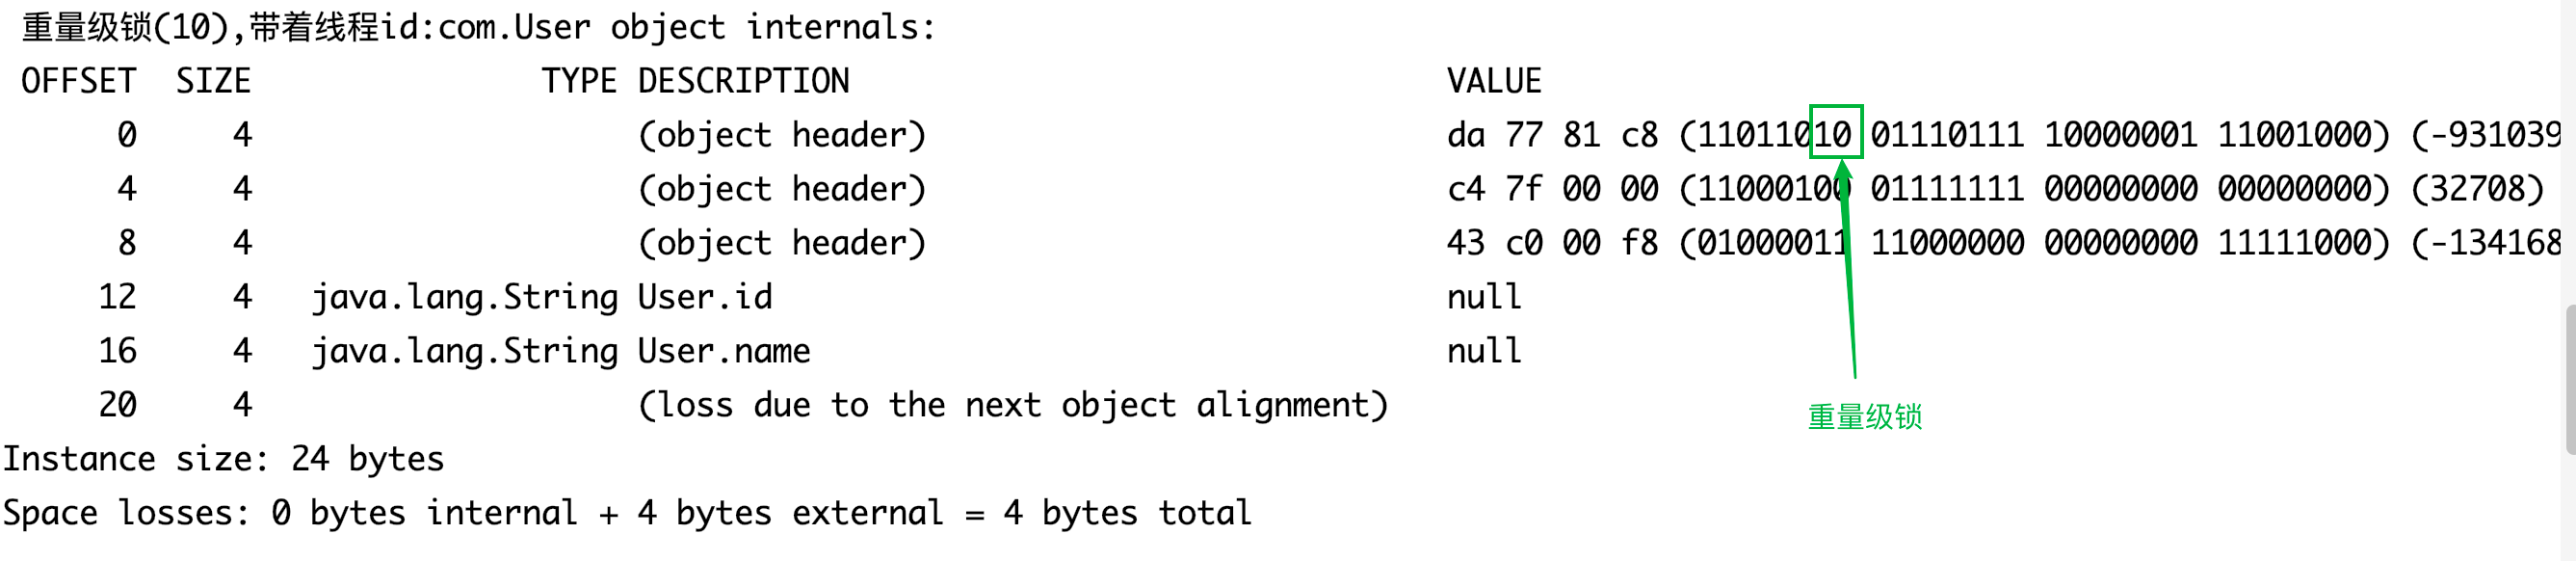 重量级锁(10),带着线程id:com.User object internals:
OFFSET SIZE TYPE DESCRIPTION VALUE
0 4 (object header) da 77 81 c8 (11011010 01110111 10000001 11001000) (-931039
4 4 (object header) c4 7f 00 00 (11000100 01111111 00000000 00000000) (32708)
8 4 (object header) 43 c0 00 f8 (01000011 11000000 00000000 11111000) (-134168
12 4 java.lang.String User.id null
16 4 java.lang.String User.name null
20 4 (loss due to the next object alignment)
重量级锁
Instance size: 24 bytes
Space losses: 0 bytes internal + 4 bytes external = 4 bytes total